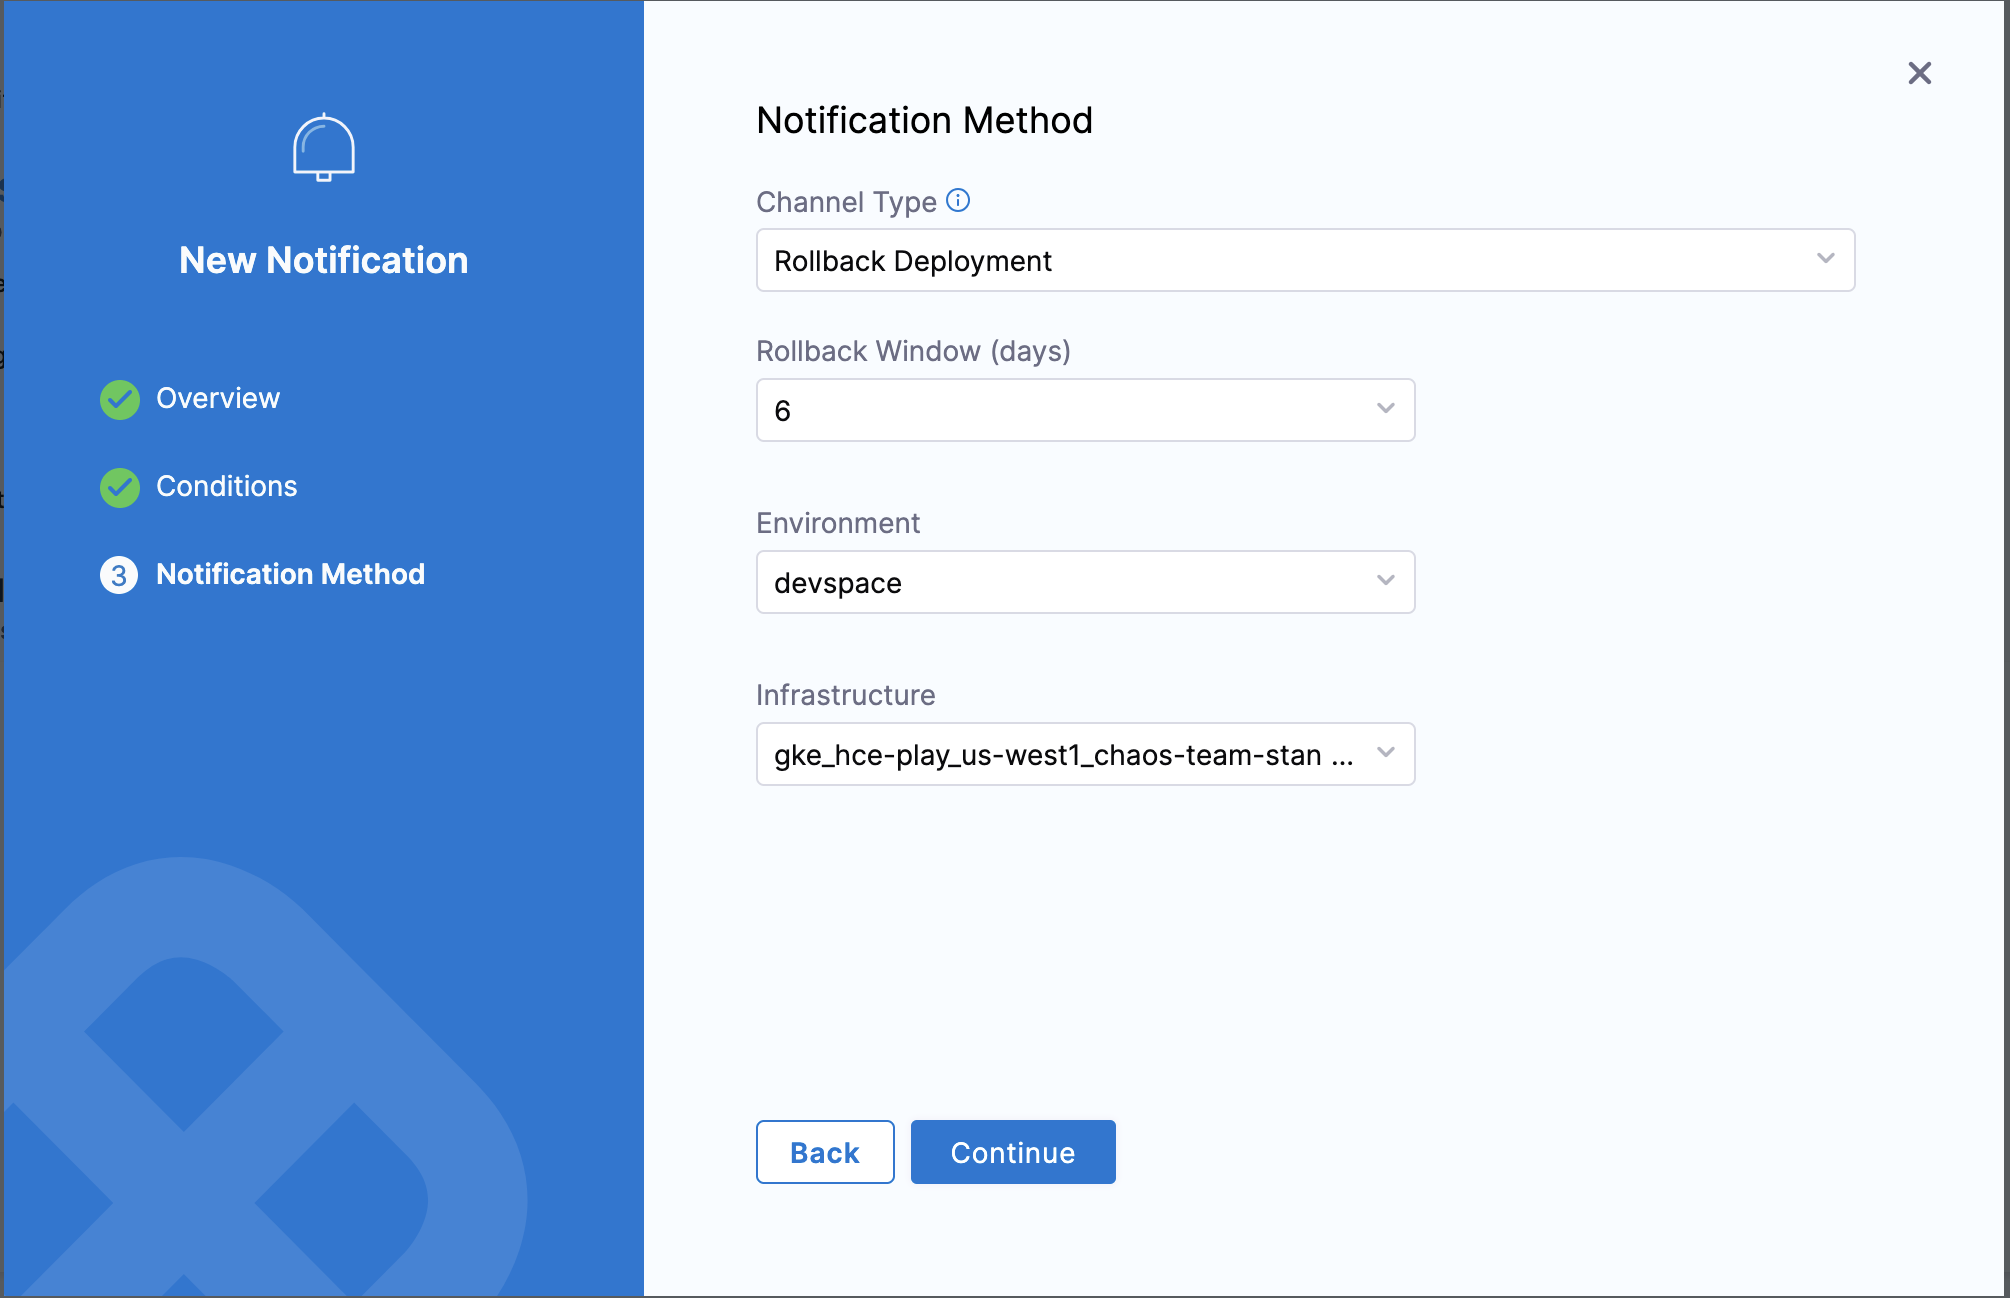 New Notification
Overview
Conditions
3 Notification Method
Notification Method
Channel Type
Rollback Deployment
Rollback Window (days)
6
Environment
devspace
Infrastructure
gke_hce-play_us-west1_chaos-team-stan ...
Back
Continue